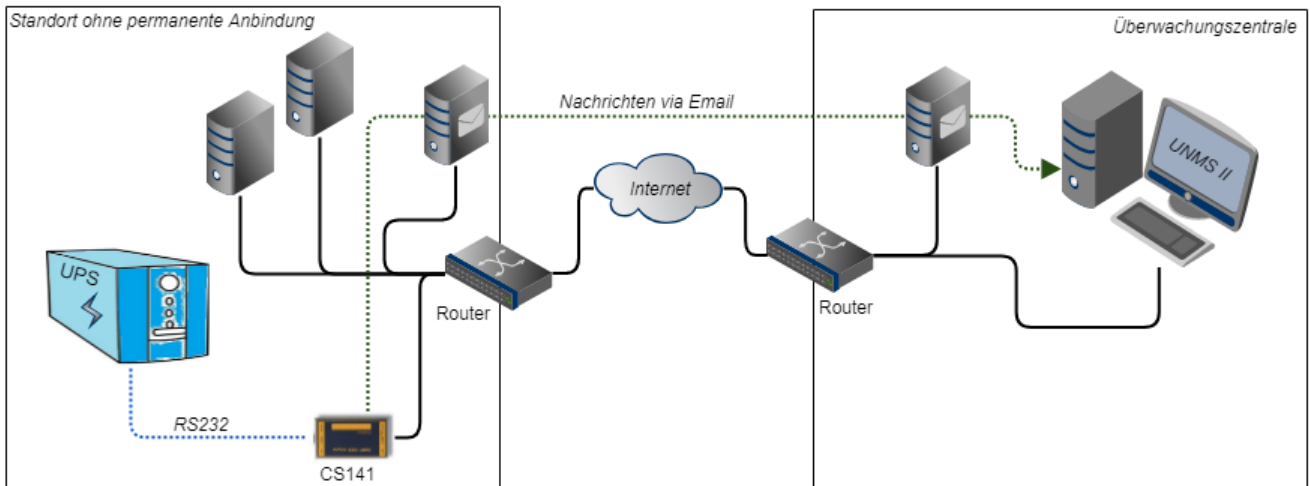 Standort ohne permanente Anbindung
Überwachungszentrale
Nachrichten via Email
UNMS II
Internet
UPS
Router
Router
RS232
CS141